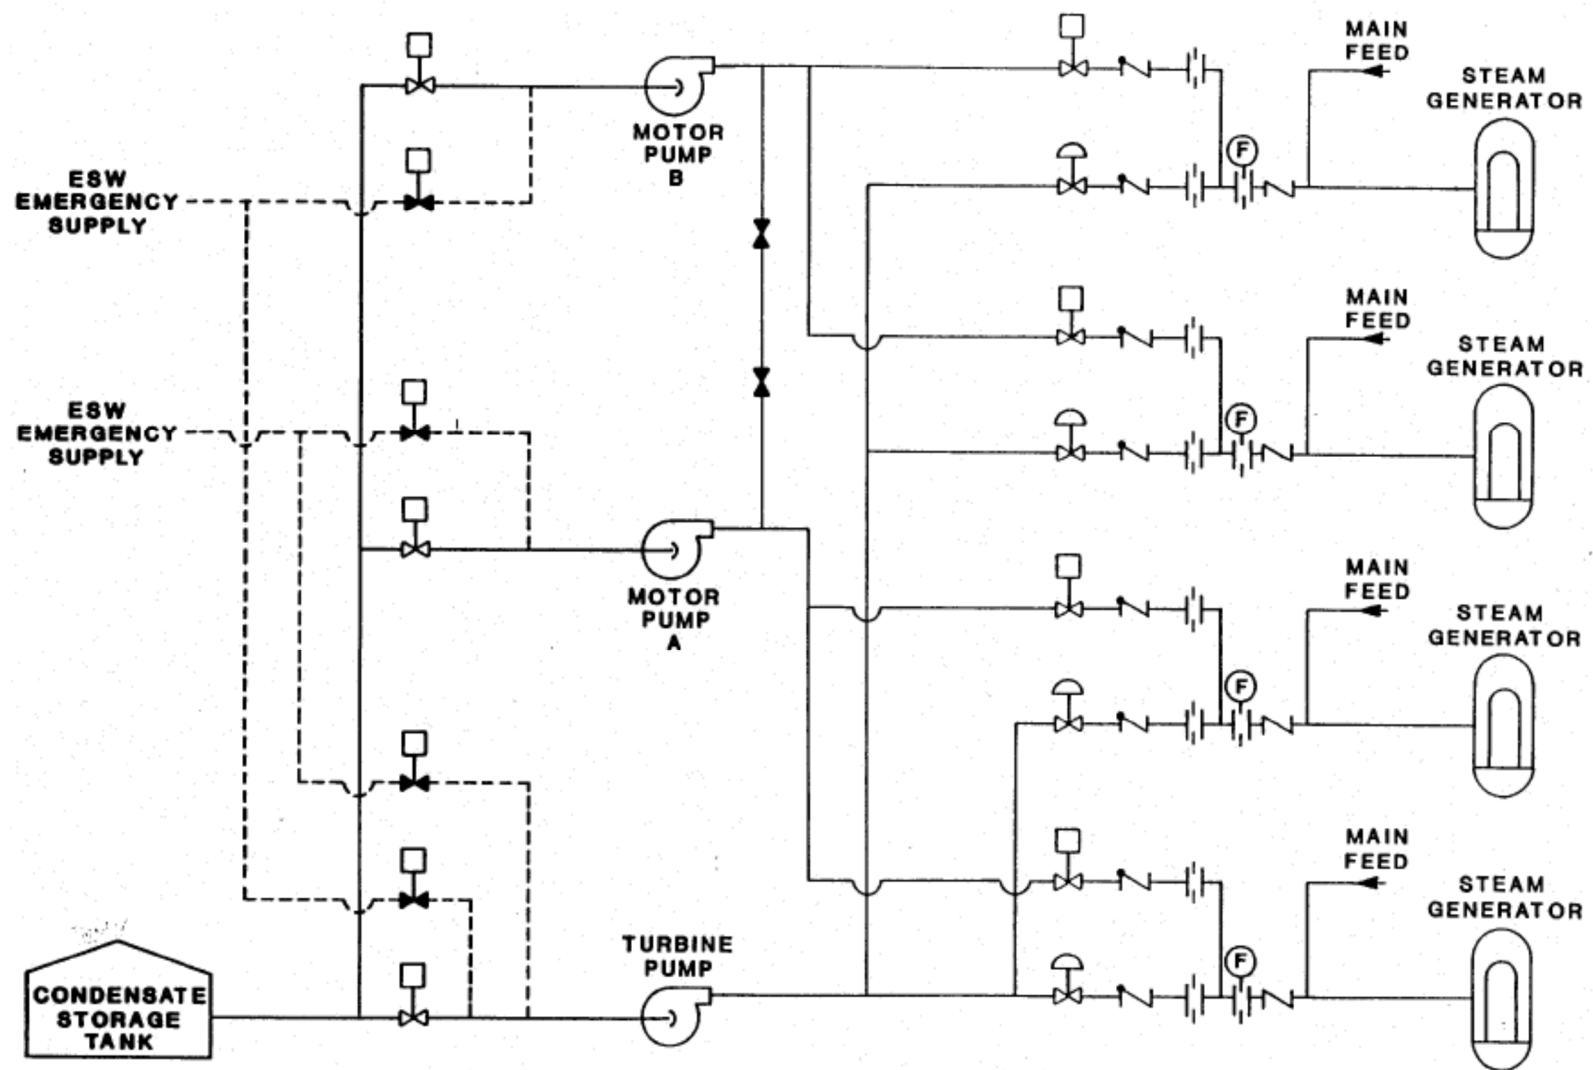 MAIN
FEED
STEAM
GENERATOR
MOTOR
PUMP
B
F
ESW
EMERGENCY
SUPPLY
MAIN
FEED
STEAM
GENERATOR
F
ESW
EMERGENCY
SUPPLY
MOTOR
PUMP
A
MAIN
FEED
STEAM
GENERATOR
F
MAIN
FEED
STEAM
GENERATOR
TURBINE
PUMP
F
CONDENSATE
STORAGE
TANK